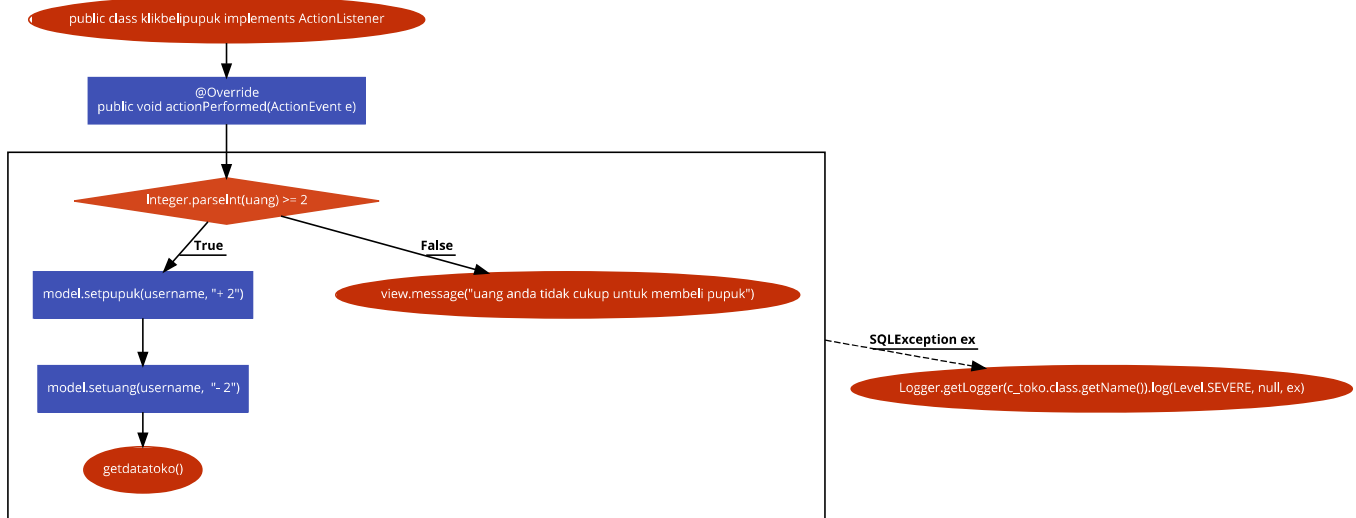 public class klikbelipupuk implements ActionListener
@Override
public void actionPerformed(ActionEvent e)
Integer.parseInt(uang) >= 2
True
False
model.setpupuk(username, "+ 2")
view.message("uang anda tidak cukup untuk membeli pupuk")
SQLException ex
model.setuang(username,  "- 2")
Logger.getLogger(c_toko.class.getName()).log(Level.SEVERE, null, ex)
getdatatoko()